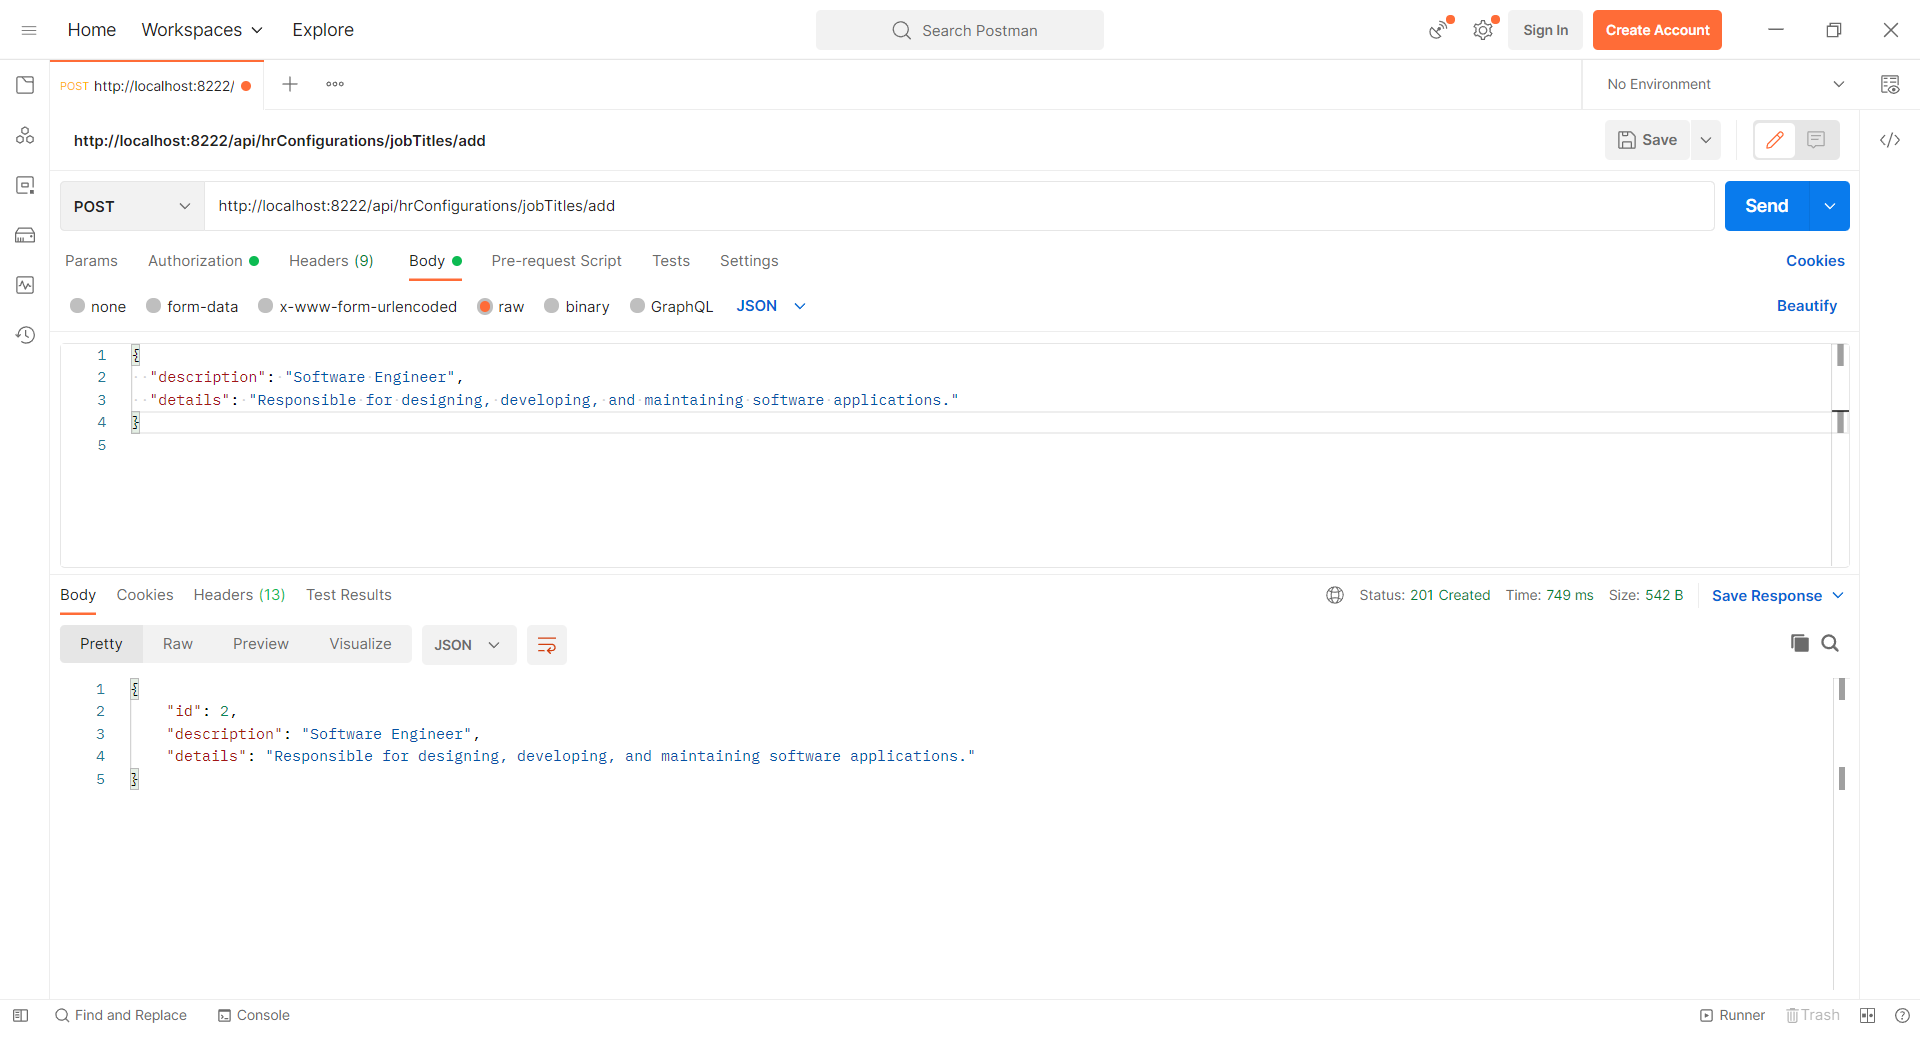 Home Workspaces Explore Search Postman Sign In Create Account
POST http://localhost:8222/ No Environment
http://localhost:8222/api/hrConfigurations/jobTitles/add Save
POST http://localhost:8222/api/hrConfigurations/jobTitles/add Send
Params Authorization Headers (9) Body Pre-request Script Tests Settings Cookies
none form-data x-www-form-urlencoded raw binary GraphQL JSON Beautify
1 {
2 "description": "Software Engineer",
3 "details": "Responsible for designing, developing, and maintaining software applications."
4 }
5
Body Cookies Headers (13) Test Results Status: 201 Created Time: 749 ms Size: 542 B Save Response
Pretty Raw Preview Visualize JSON
1 {
2 "id": 2,
3 "description": "Software Engineer",
4 "details": "Responsible for designing, developing, and maintaining software applications."
5 }
Find and Replace Console Runner Trash